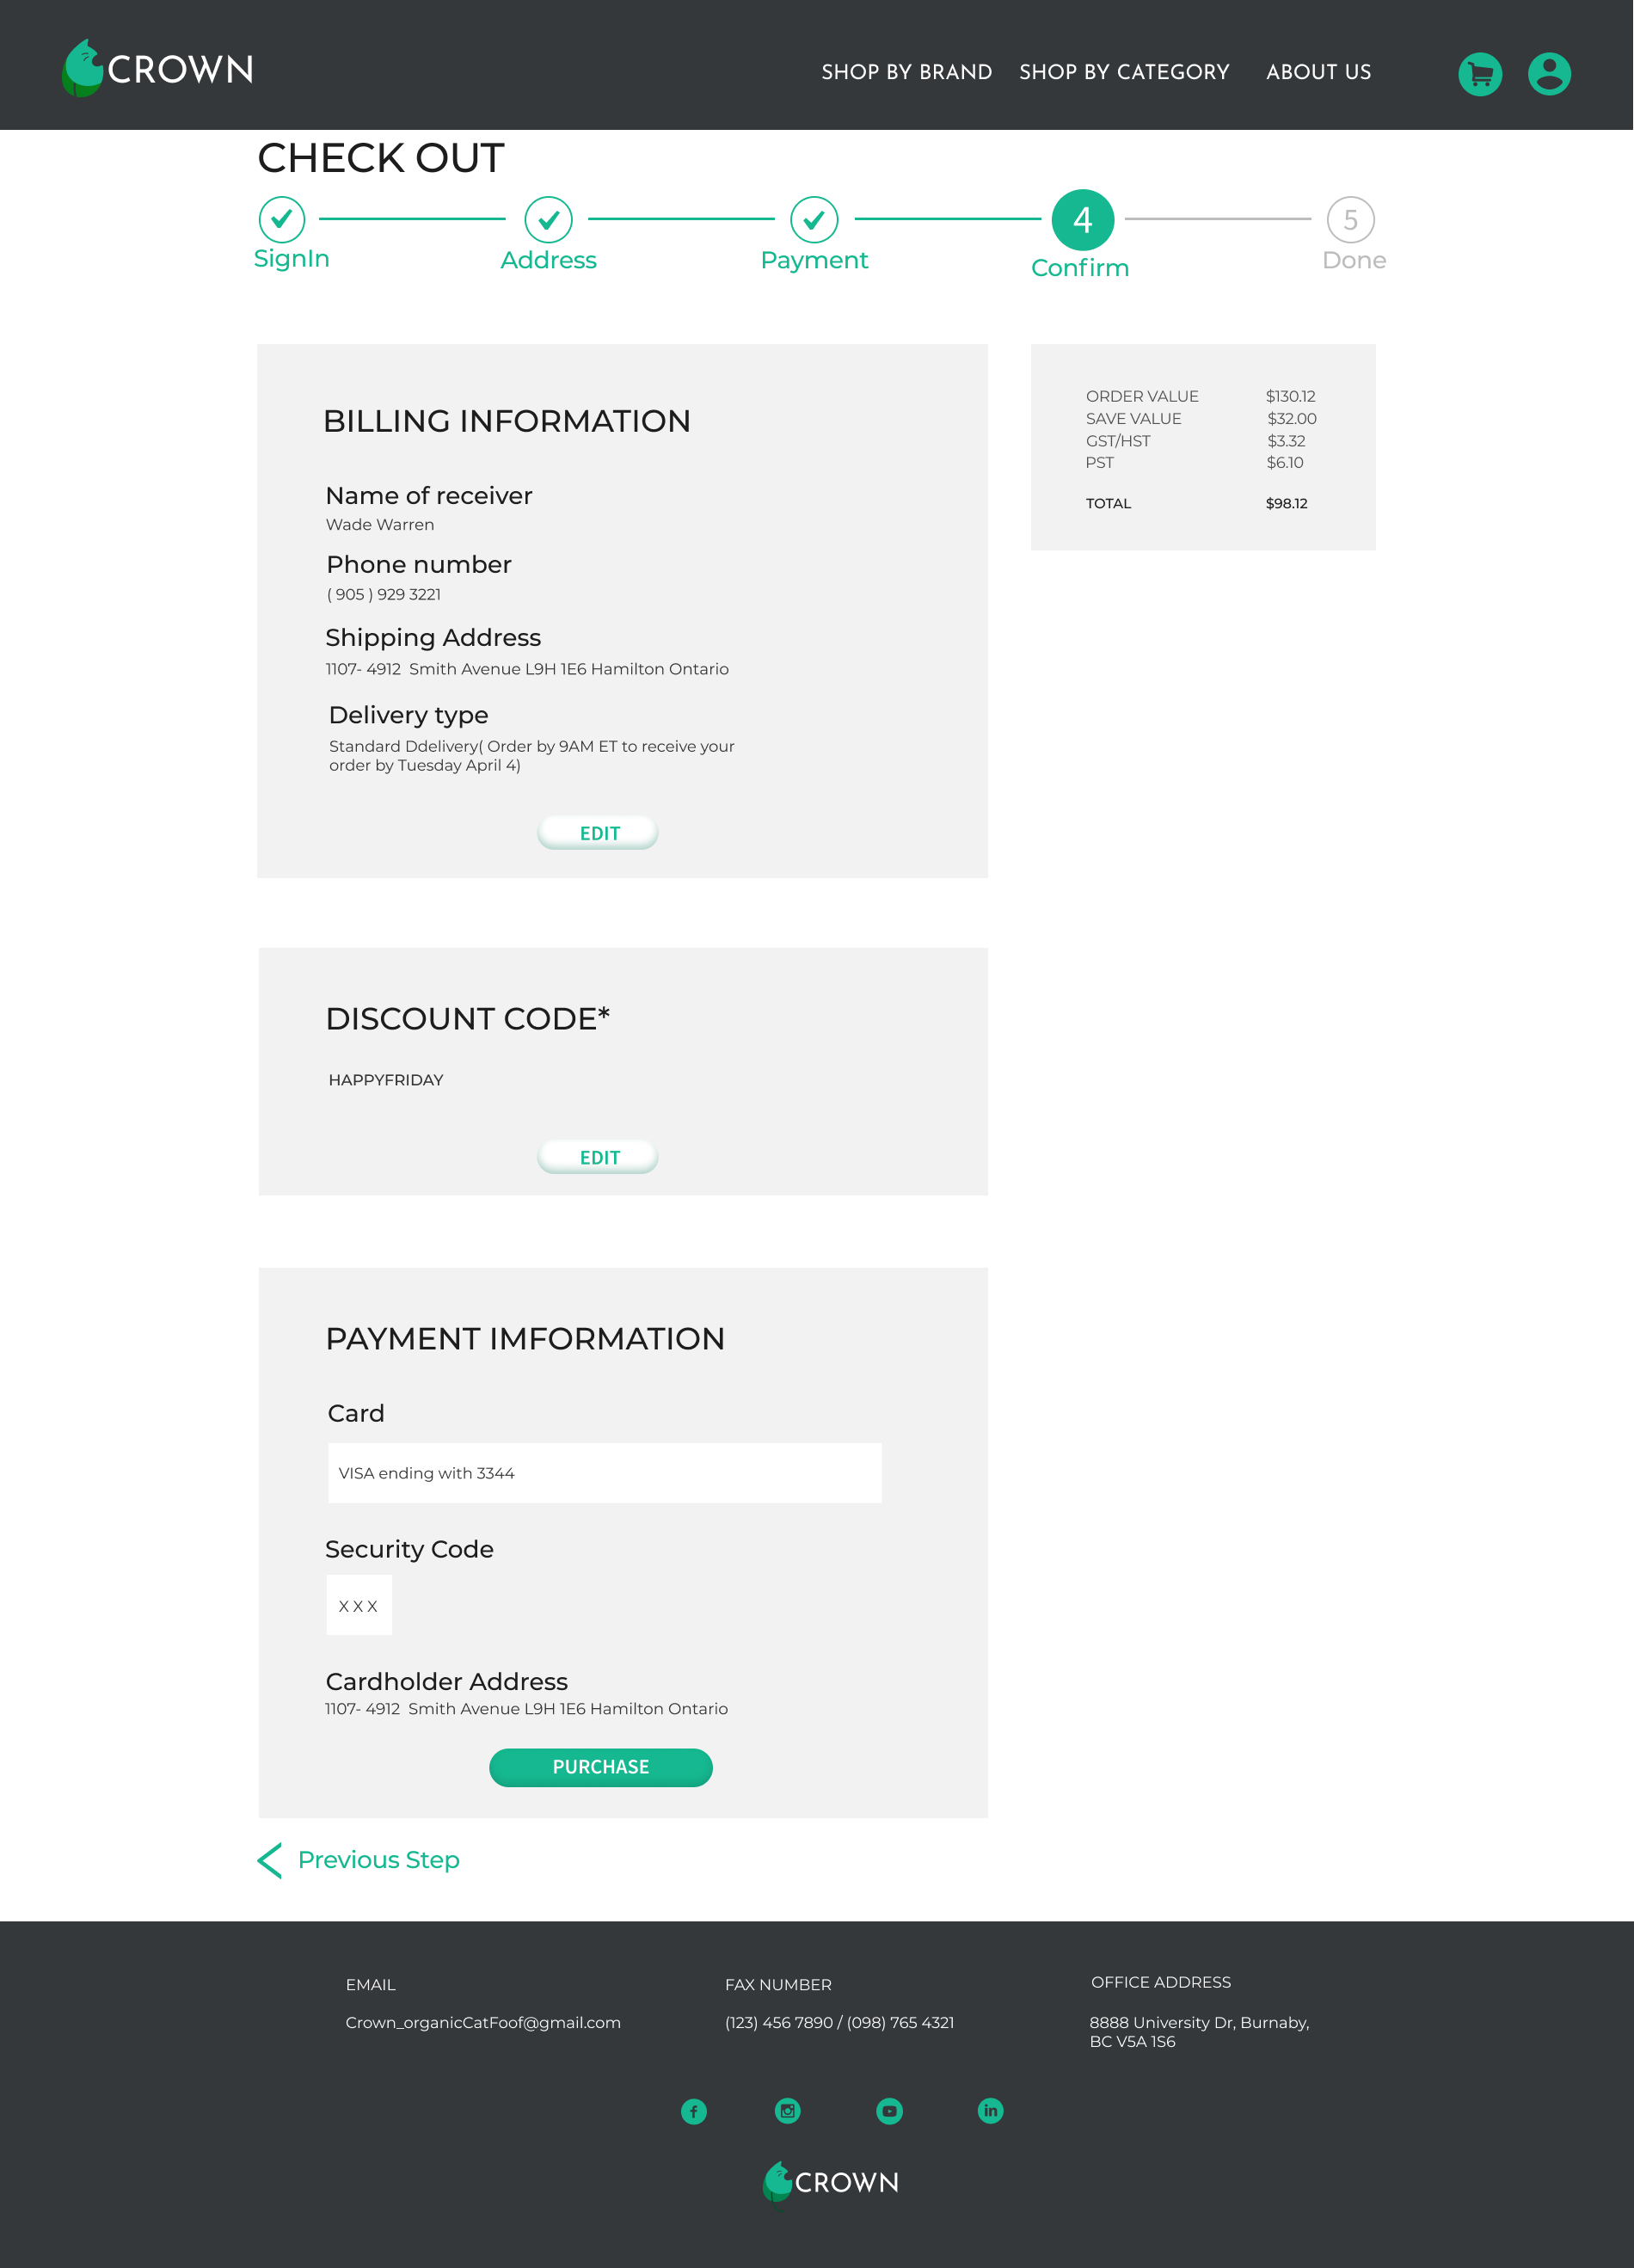 CROWN
SHOP BY BRAND SHOP BY CATEGORY ABOUT US
CHECK OUT
4 5
SignIn Address Payment Confirm Done
BILLING INFORMATION
Name of receiver
Wade Warren
Phone number
( 905 ) 929 3221
Shipping Address
1107- 4912 Smith Avenue L9H 1E6 Hamilton Ontario
Delivery type
Standard Ddelivery( Order by 9AM ET to receive your
order by Tuesday April 4)
EDIT
ORDER VALUE $130.12
SAVE VALUE $32.00
GST/HST $3.32
PST $6.10
TOTAL $98.12
DISCOUNT CODE*
HAPPYFRIDAY
EDIT
PAYMENT IMFORMATION
Card
VISA ending with 3344
Security Code
X X X
Cardholder Address
1107- 4912 Smith Avenue L9H 1E6 Hamilton Ontario
PURCHASE
Previous Step
EMAIL
Crown_organicCatFoof@gmail.com
FAX NUMBER
(123) 456 7890 / (098) 765 4321
OFFICE ADDRESS
8888 University Dr, Burnaby,
BC V5A 1S6
CROWN